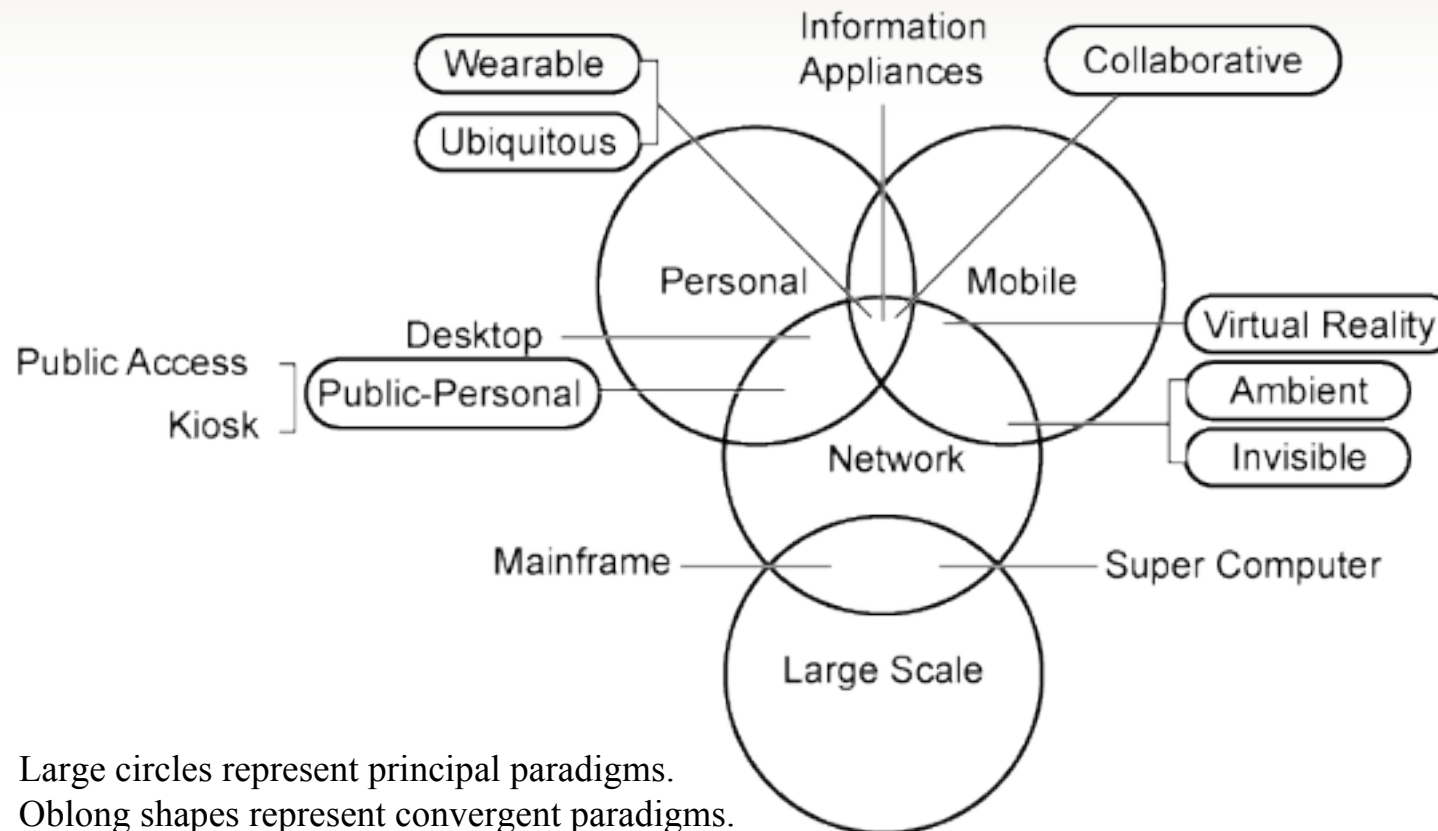 Information
Appliances
Wearable
Collaborative
Ubiquitous
Personal
Mobile
Desktop
Virtual Reality
Public Access
Public-Personal
Ambient
Kiosk
Network
Invisible
Mainframe
Super Computer
Large Scale
Large circles represent principal paradigms.
Oblong shapes represent convergent paradigms.